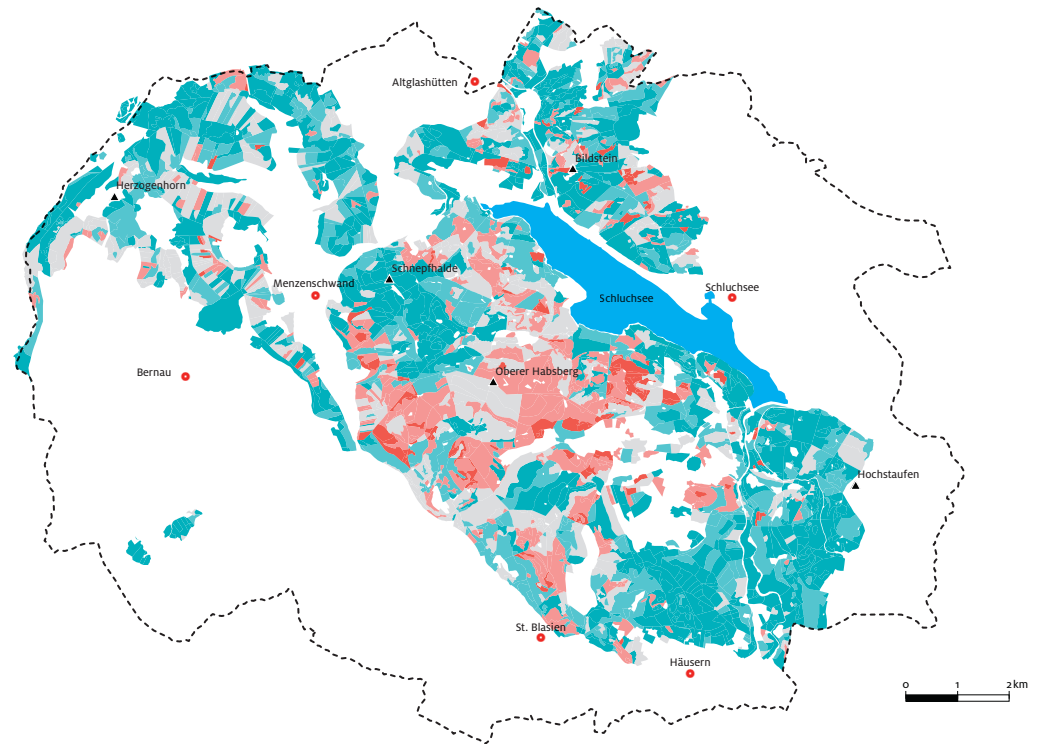 Altglashütten
Bildstein
Herzogenhorn
Schnepfhalde
Menzenschwand
Schluchsee
Schluchsee
Bernau
Oberer Habsberg
Hochstaufen
St. Blasien
Häusern
0 1 2 km